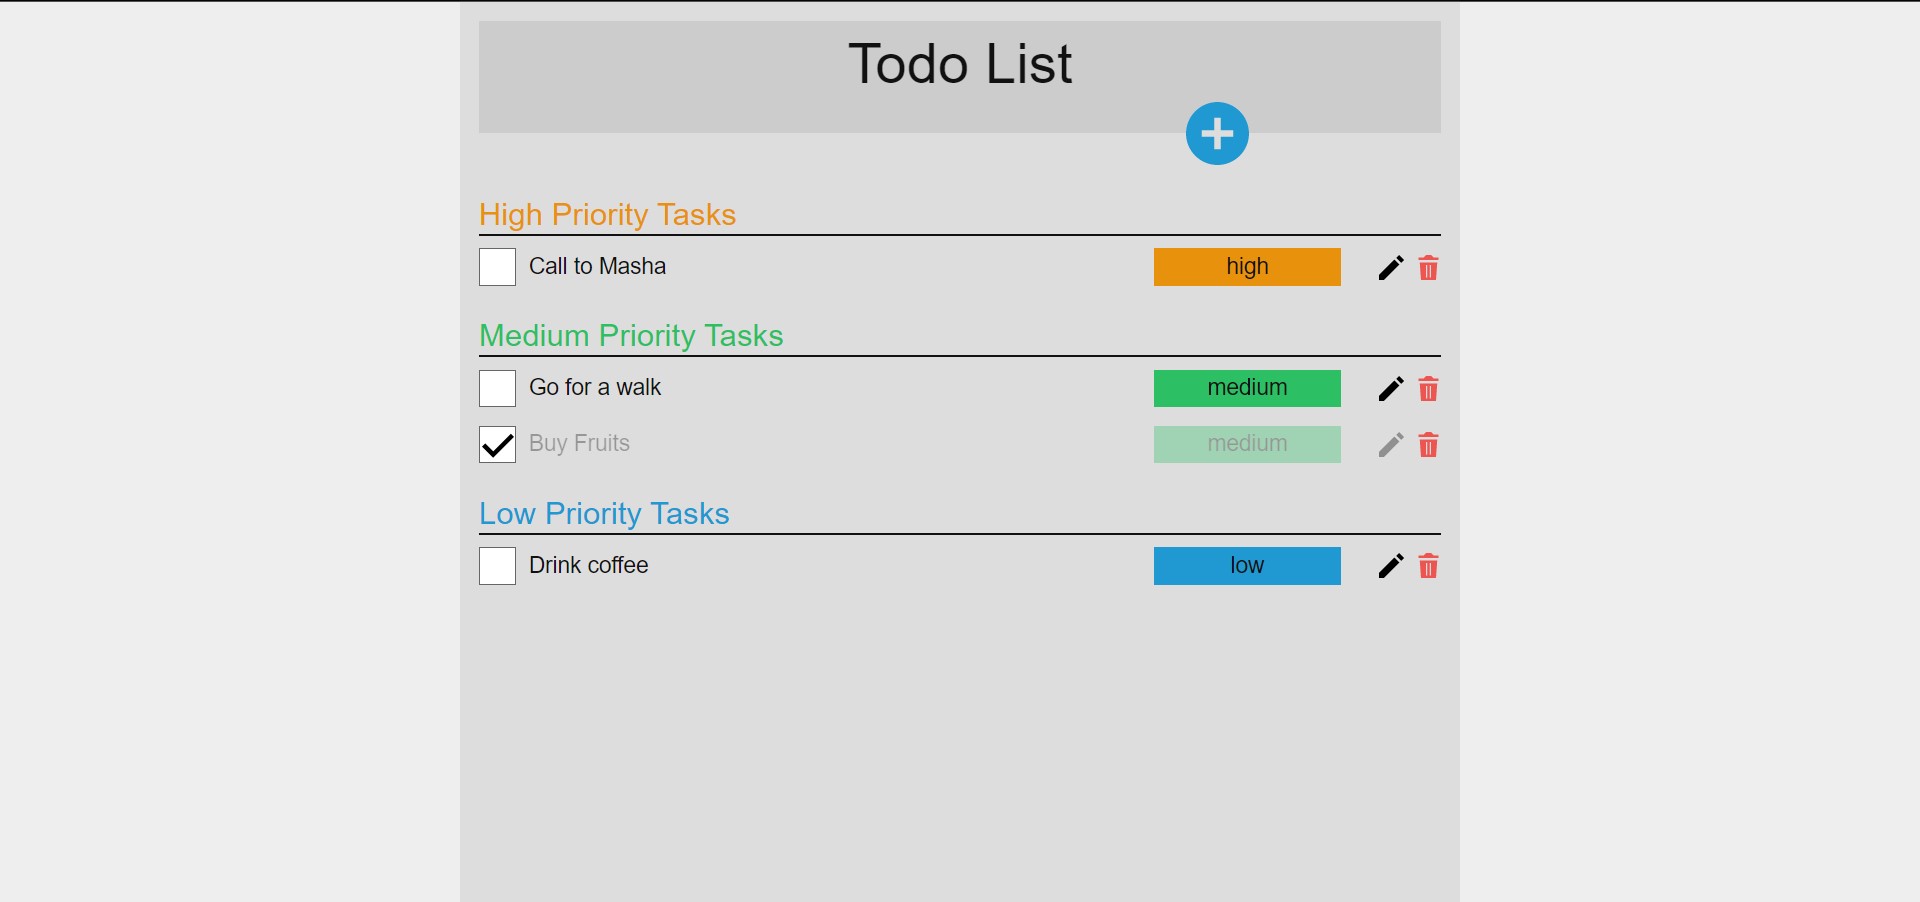 Todo List
High Priority Tasks
Call to Masha high
Medium Priority Tasks
Go for a walk medium
Buy Fruits medium
Low Priority Tasks
Drink coffee low